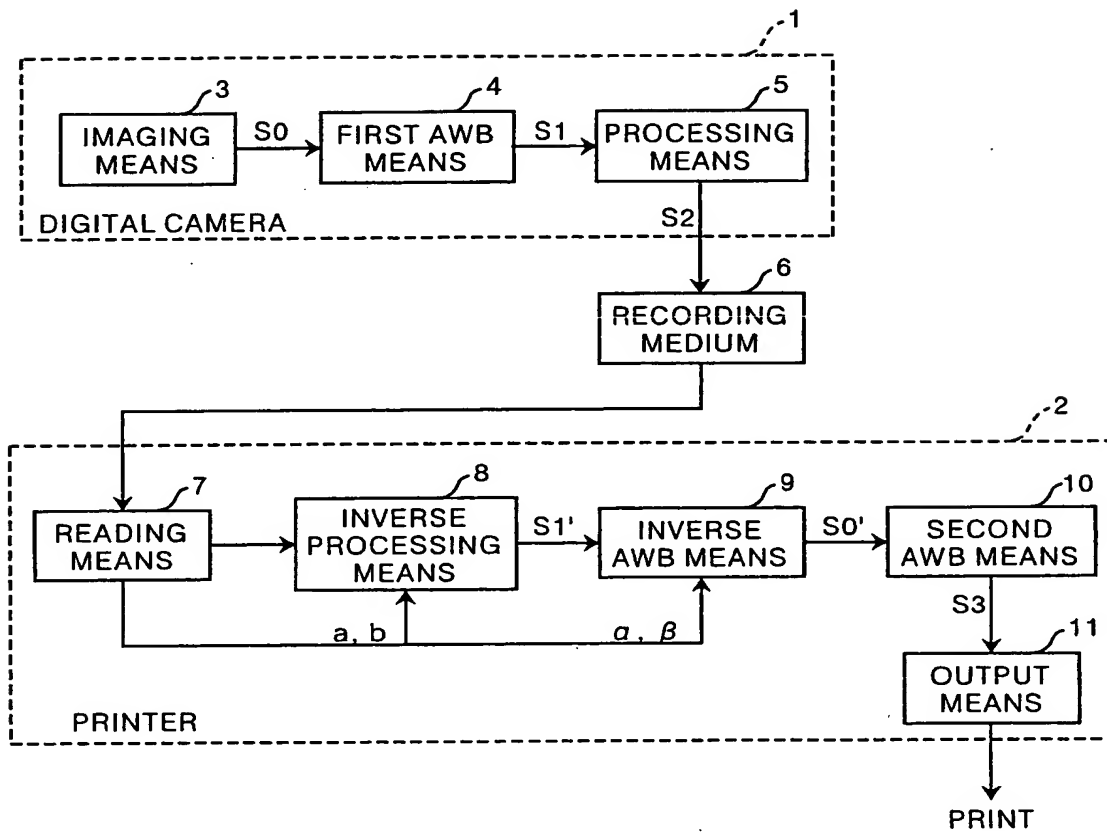 1
3
4
5
IMAGING
MEANS
S0
FIRST AWB
MEANS
S1
PROCESSING
MEANS
DIGITAL CAMERA
S2
6
RECORDING
MEDIUM
2
7
8
9
10
READING
MEANS
INVERSE
PROCESSING
MEANS
S1'
INVERSE
AWB MEANS
S0'
SECOND
AWB MEANS
a, b
α, β
S3
11
OUTPUT
MEANS
PRINTER
PRINT